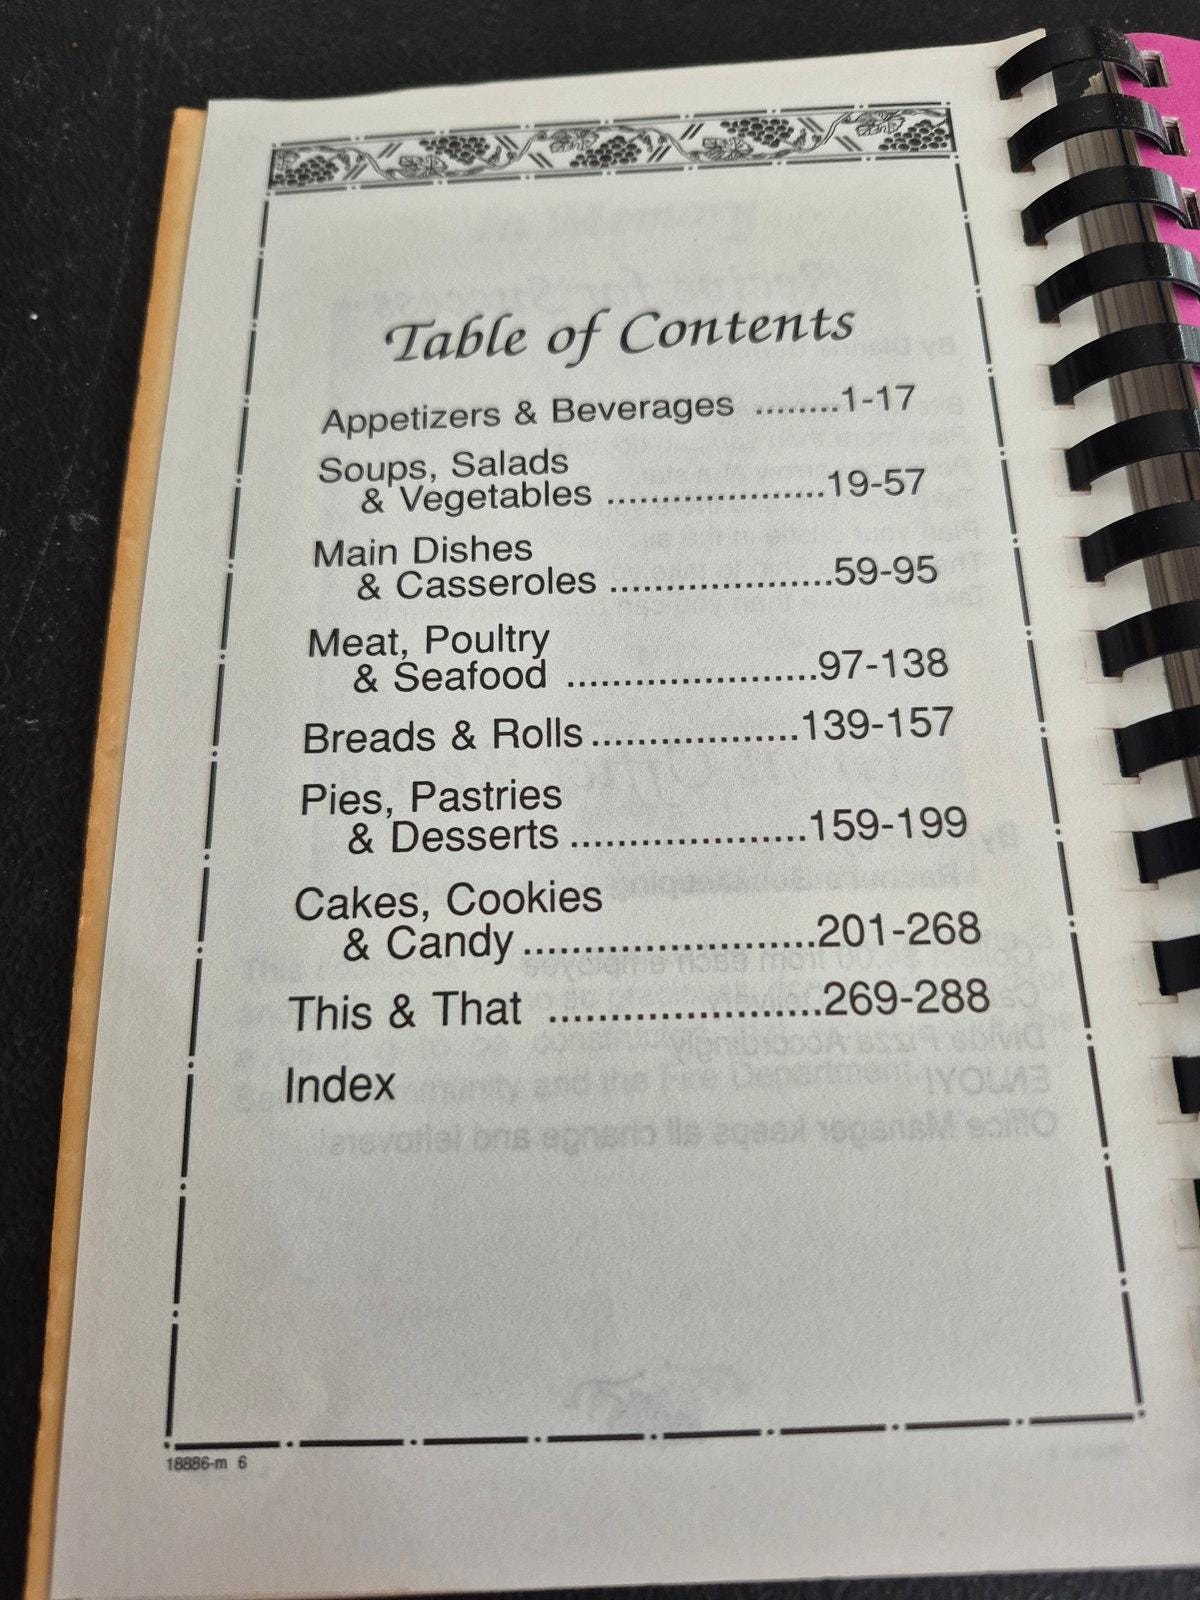 Table of Contents
Appetizers & Beverages ........1-17
Soups, Salads
& Vegetables .....................19-57
Main Dishes
& Casseroles .....................59-95
Meat, Poultry
& Seafood ......................97-138
Breads & Rolls..................139-157
Pies, Pastries
& Desserts ....................159-199
Cakes, Cookies
& Candy.........................201-268
This & That .......................269-288
Index
18886-m 6